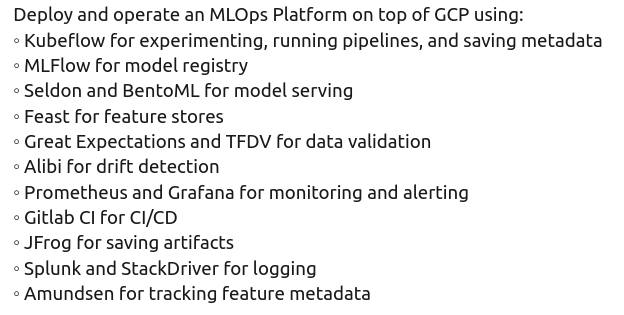 Deploy and operate an MLOps Platform on top of GCP using:
◦ Kubeflow for experimenting, running pipelines, and saving metadata
◦ MLFlow for model registry
◦ Seldon and BentoML for model serving
◦ Feast for feature stores
◦ Great Expectations and TFDV for data validation
◦ Alibi for drift detection
◦ Prometheus and Grafana for monitoring and alerting
◦ Gitlab CI for CI/CD
◦ JFrog for saving artifacts
◦ Splunk and StackDriver for logging
◦ Amundsen for tracking feature metadata